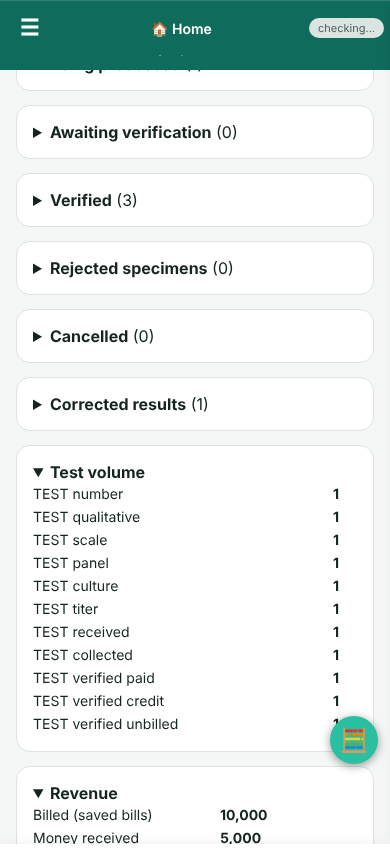 ☰
🏠 Home
checking...
▶ Awaiting verification (0)
▶ Verified (3)
▶ Rejected specimens (0)
▶ Cancelled (0)
▶ Corrected results (1)
▼ Test volume
TEST number 1
TEST qualitative 1
TEST scale 1
TEST panel 1
TEST culture 1
TEST titer 1
TEST received 1
TEST collected 1
TEST verified paid 1
TEST verified credit 1
TEST verified unbilled
▼ Revenue
Billed (saved bills) 10,000
Money received 5,000